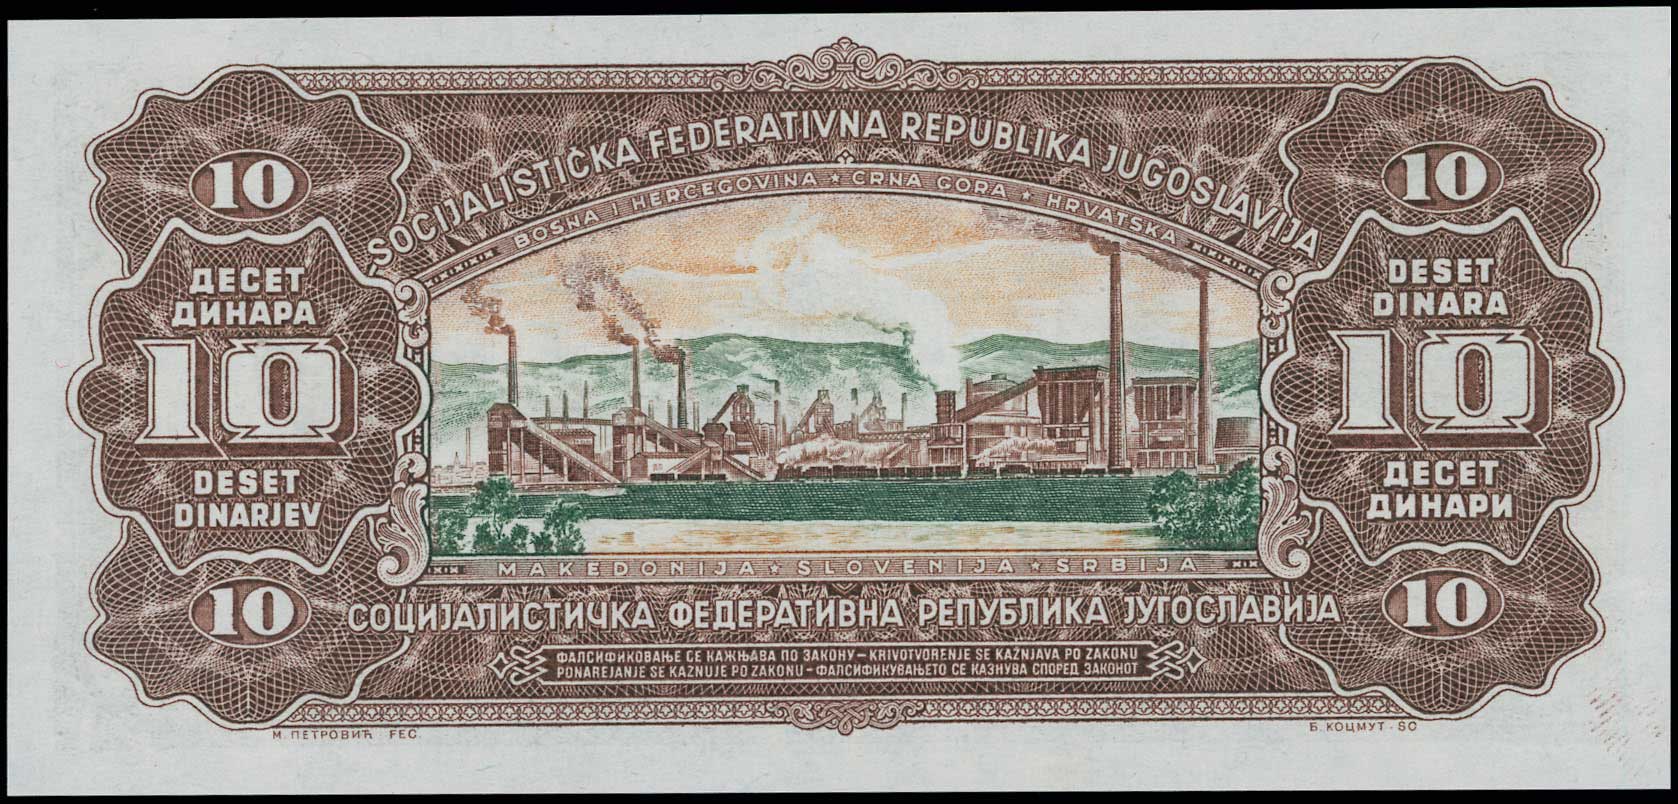 SOCIJALISTIČKA FEDERATIVNA REPUBLIKA JUGOSLAVIJA
BOSNA I HERCEGOVINA ★ CRNA GORA ★ HRVATSKA
10
10
ДЕСЕТ
ДИНАРА
10
DESET
DINARJEV
DESET
DINARA
10
ДЕСЕТ
ДИНАРИ
MAKEDONIJA ★ SLOVENIJA ★ SRBIJA
10
10
СОЦИЈАЛИСТИЧКА ФЕДЕРАТИВНА РЕПУБЛИКА ЈУГОСЛАВИЈА
ФАЛСИФИКОВАЊЕ СЕ КАЖЊАВА ПО ЗАКОНУ – KRIVOTVORENJE SE KAŽNJAVA PO ZAKONU
PONAREJANJE SE KAZNUJE PO ZAKONU – ФАЛСИФИКУВАЊЕТО СЕ КАЗНУВА СПОРЕД ЗАКОНОТ
М. ПЕТРОВИЋ FEC.
Б. КОЦМУТ - SC